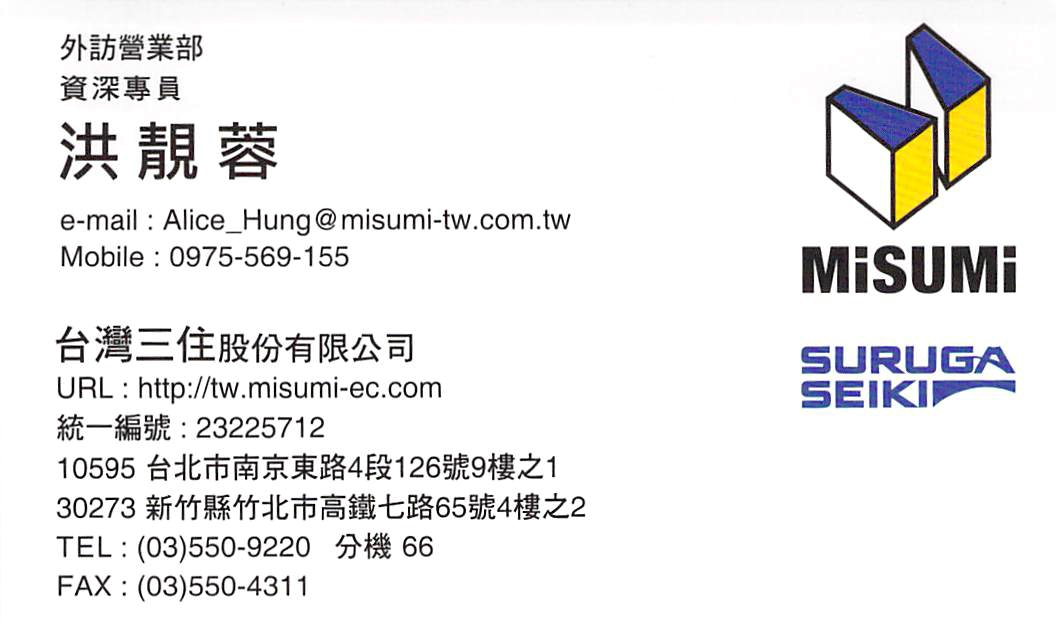 外訪營業部
資深專員
洪靚蓉
e-mail : Alice_Hung@misumi-tw.com.tw
Mobile : 0975-569-155
MiSUMi
SURUGA
SEIKI
台灣三住股份有限公司
URL : http://tw.misumi-ec.com
統一編號 : 23225712
10595 台北市南京東路4段126號9樓之1
30273 新竹縣竹北市高鐵七路65號4樓之2
TEL : (03)550-9220 分機 66
FAX : (03)550-4311